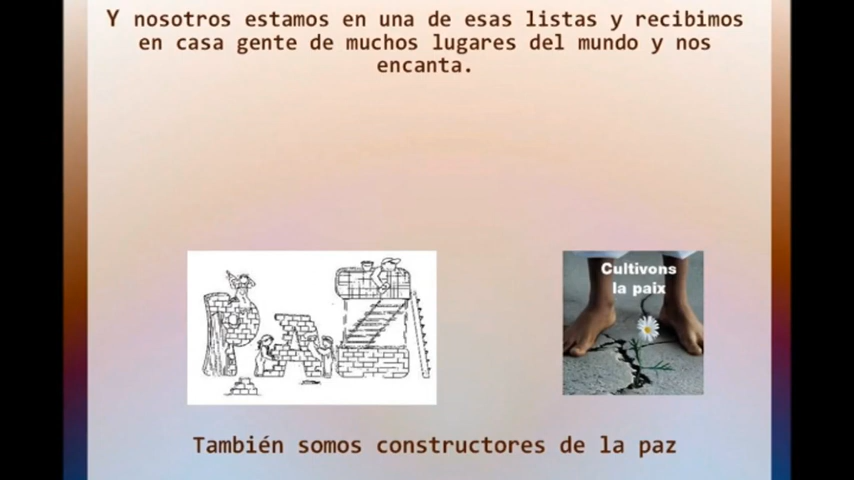 Y nosotros estamos en una de esas listas y recibimos
en casa gente de muchos lugares del mundo y nos
encanta.
PAZ
Cultivons
la paix
También somos constructores de la paz